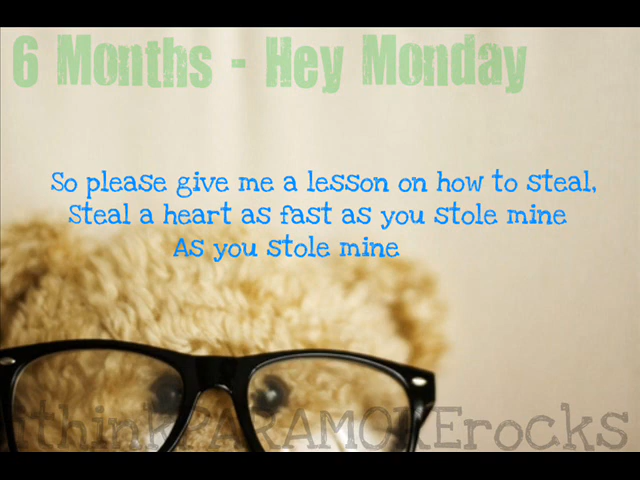 6 Months - Hey Monday
So please give me a lesson on how to steal,
Steal a heart as fast as you stole mine
As you stole mine
ithinkPARAMORErocks